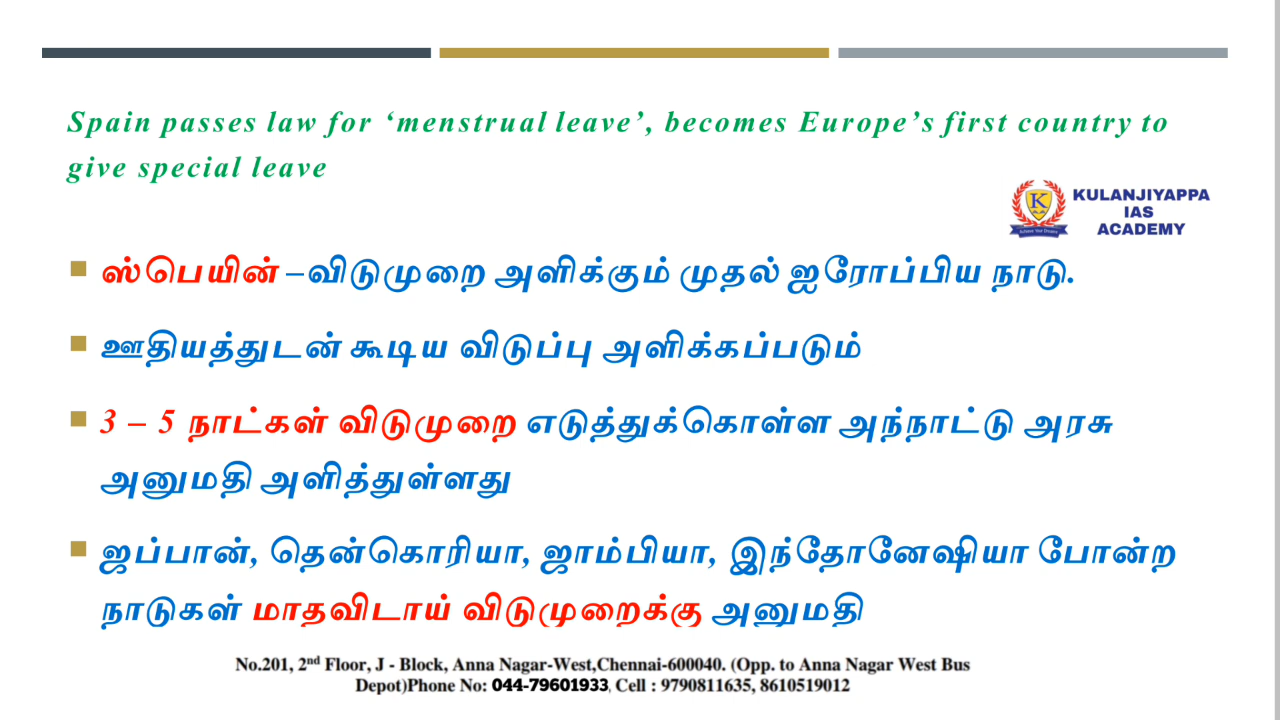 Spain passes law for ‘menstrual leave’, becomes Europe’s first country to
give special leave
KULANJIYAPPA
IAS
ACADEMY
ஸ்பெயின் –விடுமுறை அளிக்கும் முதல் ஐரோப்பிய நாடு.
ஊதியத்துடன் கூடிய விடுப்பு அளிக்கப்படும்
3 – 5 நாட்கள் விடுமுறை எடுத்துக்கொள்ள அந்நாட்டு அரசு
அனுமதி அளித்துள்ளது
ஜப்பான், தென்கொரியா, ஜாம்பியா, இந்தோனேஷியா போன்ற
நாடுகள் மாதவிடாய் விடுமுறைக்கு அனுமதி
No.201, 2nd Floor, J - Block, Anna Nagar-West,Chennai-600040. (Opp. to Anna Nagar West Bus
Depot)Phone No: 044-79601933, Cell : 9790811635, 8610519012